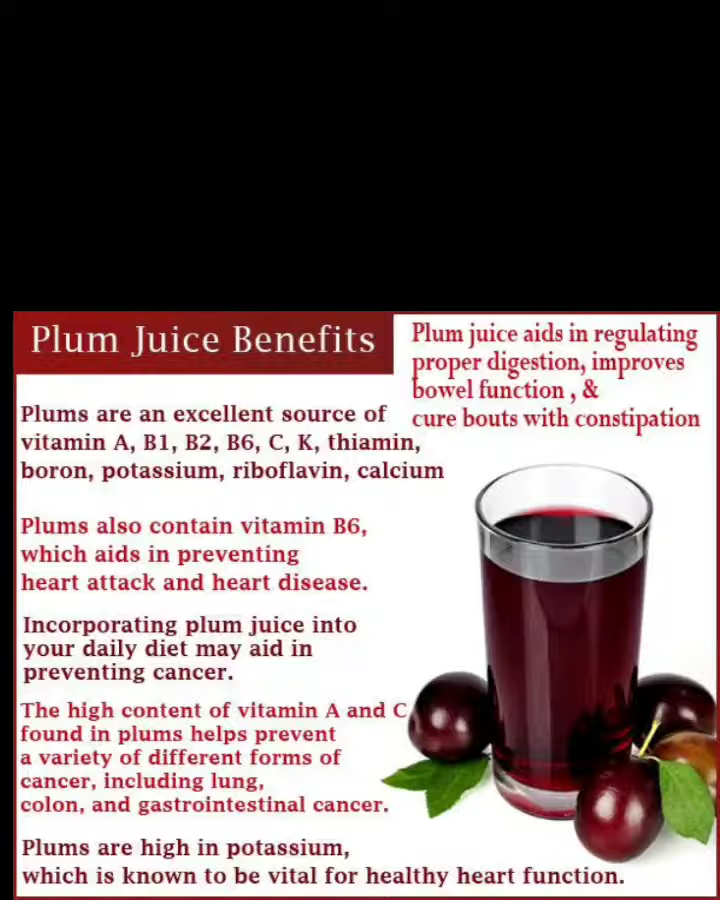 Plum Juice Benefits
Plum juice aids in regulating
proper digestion, improves
bowel function , &
cure bouts with constipation
Plums are an excellent source of
vitamin A, B1, B2, B6, C, K, thiamin,
boron, potassium, riboflavin, calcium
Plums also contain vitamin B6,
which aids in preventing
heart attack and heart disease.
Incorporating plum juice into
your daily diet may aid in
preventing cancer.
The high content of vitamin A and C
found in plums helps prevent
a variety of different forms of
cancer, including lung,
colon, and gastrointestinal cancer.
Plums are high in potassium,
which is known to be vital for healthy heart function.